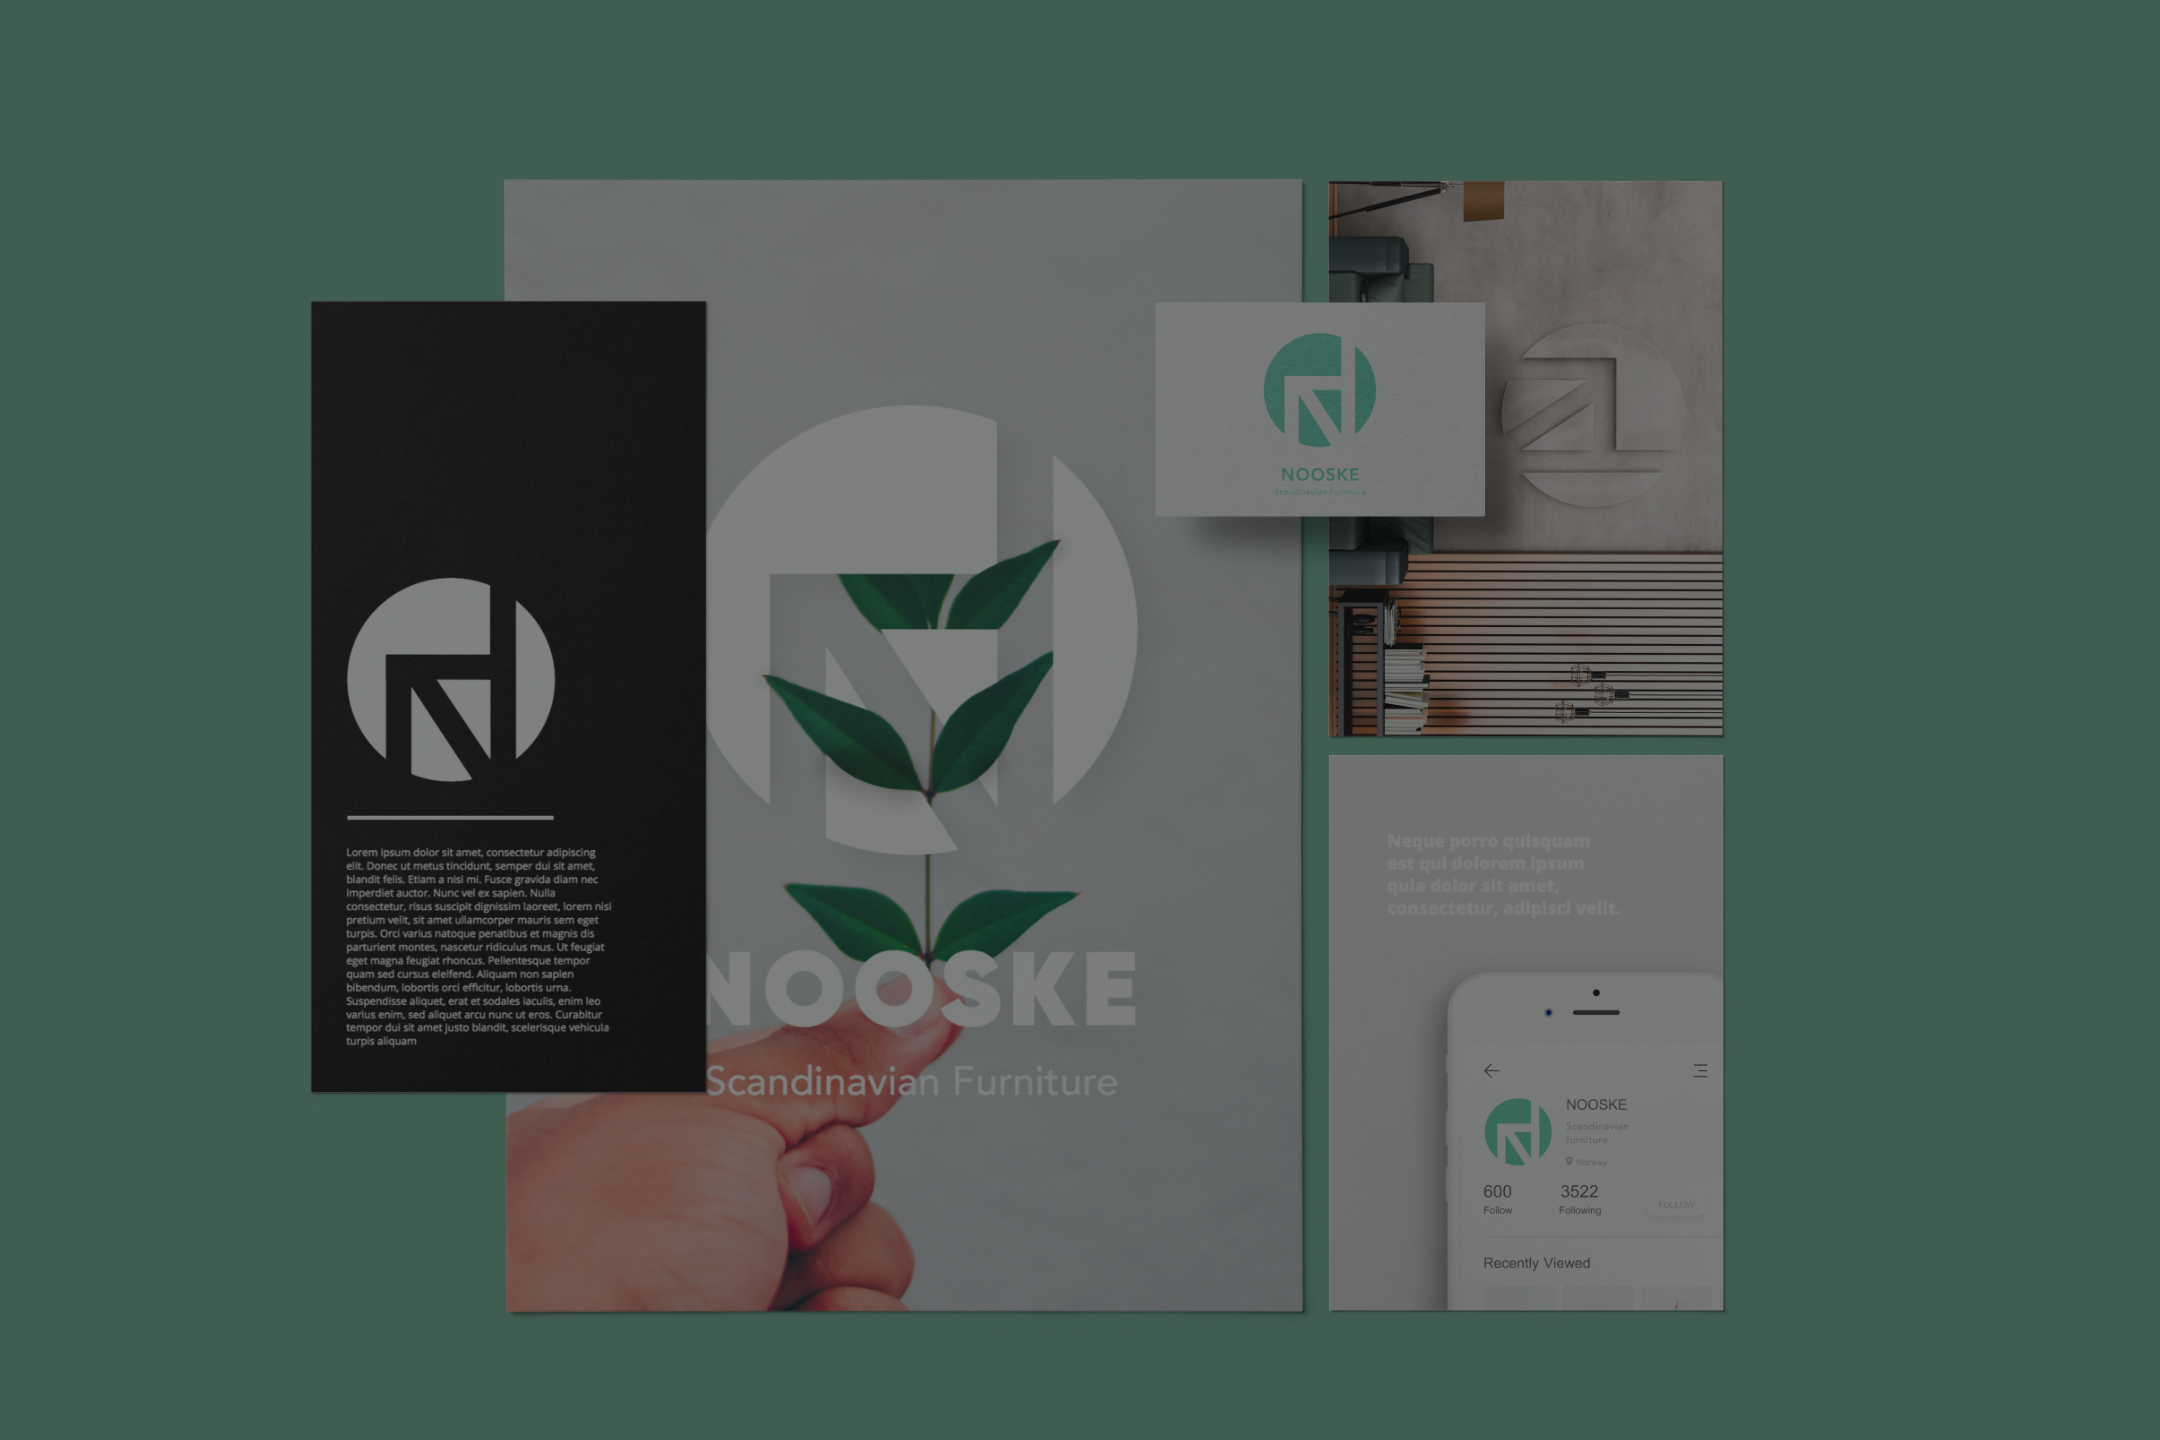 Lorem ipsum dolor sit amet, consectetur adipiscing
elit. Donec ut metus tincidunt, semper dui sit amet,
blandit felis. Etiam a nisi mi. Fusce gravida diam nec
imperdiet auctor. Nunc vel ex sapien. Nulla
consectetur, risus suscipit dignissim laoreet, lorem nisi
pretium velit, sit amet ullamcorper mauris sem eget
turpis. Orci varius natoque penatibus et magnis dis
parturient montes, nascetur ridiculus mus. Ut feugiat
eget magna feugiat rhoncus. Pellentesque tempor
quam sed cursus eleifend. Aliquam non sapien
bibendum, lobortis orci efficitur, lobortis urna.
Suspendisse aliquet, erat et sodales iaculis, enim leo
varius enim, sed aliquet arcu nunc ut eros. Curabitur
tempor dui sit amet justo blandit, scelerisque vehicula
turpis aliquam
NOOSKE
Scandinavian Furniture
NOOSKE
Scandinavian Furniture
Neque porro quisquam
est qui dolorem ipsum
quia dolor sit amet,
consectetur, adipisci velit.
NOOSKE
Scandinavian
furniture
Norway
600 3522
Follow Following
FOLLOW
Recently Viewed